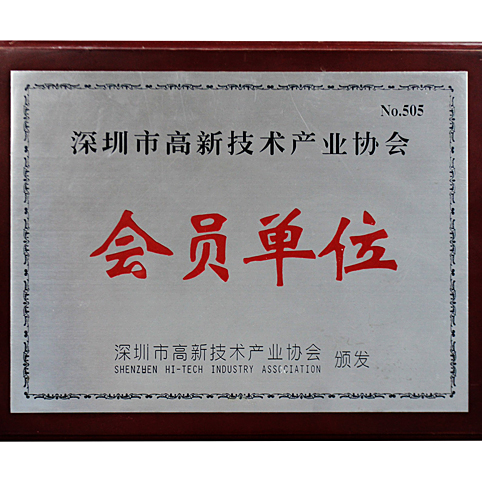 No.505
深圳市高新技术产业协会
会员单位
深圳市高新技术产业协会 颁发
SHENZHEN HI-TECH INDUSTRY ASSOCIATION